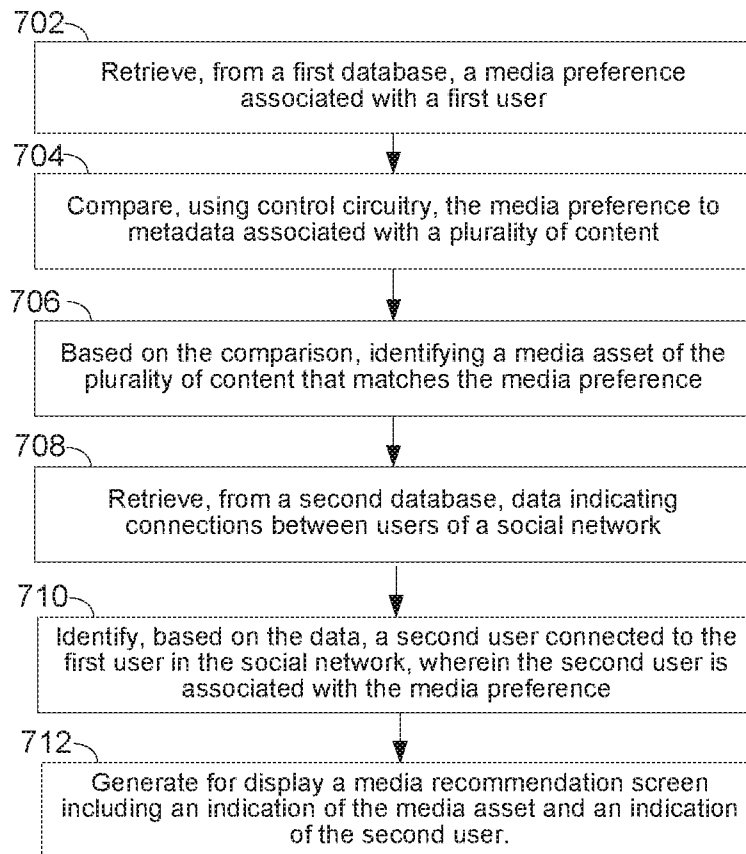 702
Retrieve, from a first database, a media preference
associated with a first user
704
Compare, using control circuitry, the media preference to
metadata associated with a plurality of content
706
Based on the comparison, identifying a media asset of the
plurality of content that matches the media preference
708
Retrieve, from a second database, data indicating
connections between users of a social network
710
Identify, based on the data, a second user connected to the
first user in the social network, wherein the second user is
associated with the media preference
712
Generate for display a media recommendation screen
including an indication of the media asset and an indication
of the second user.